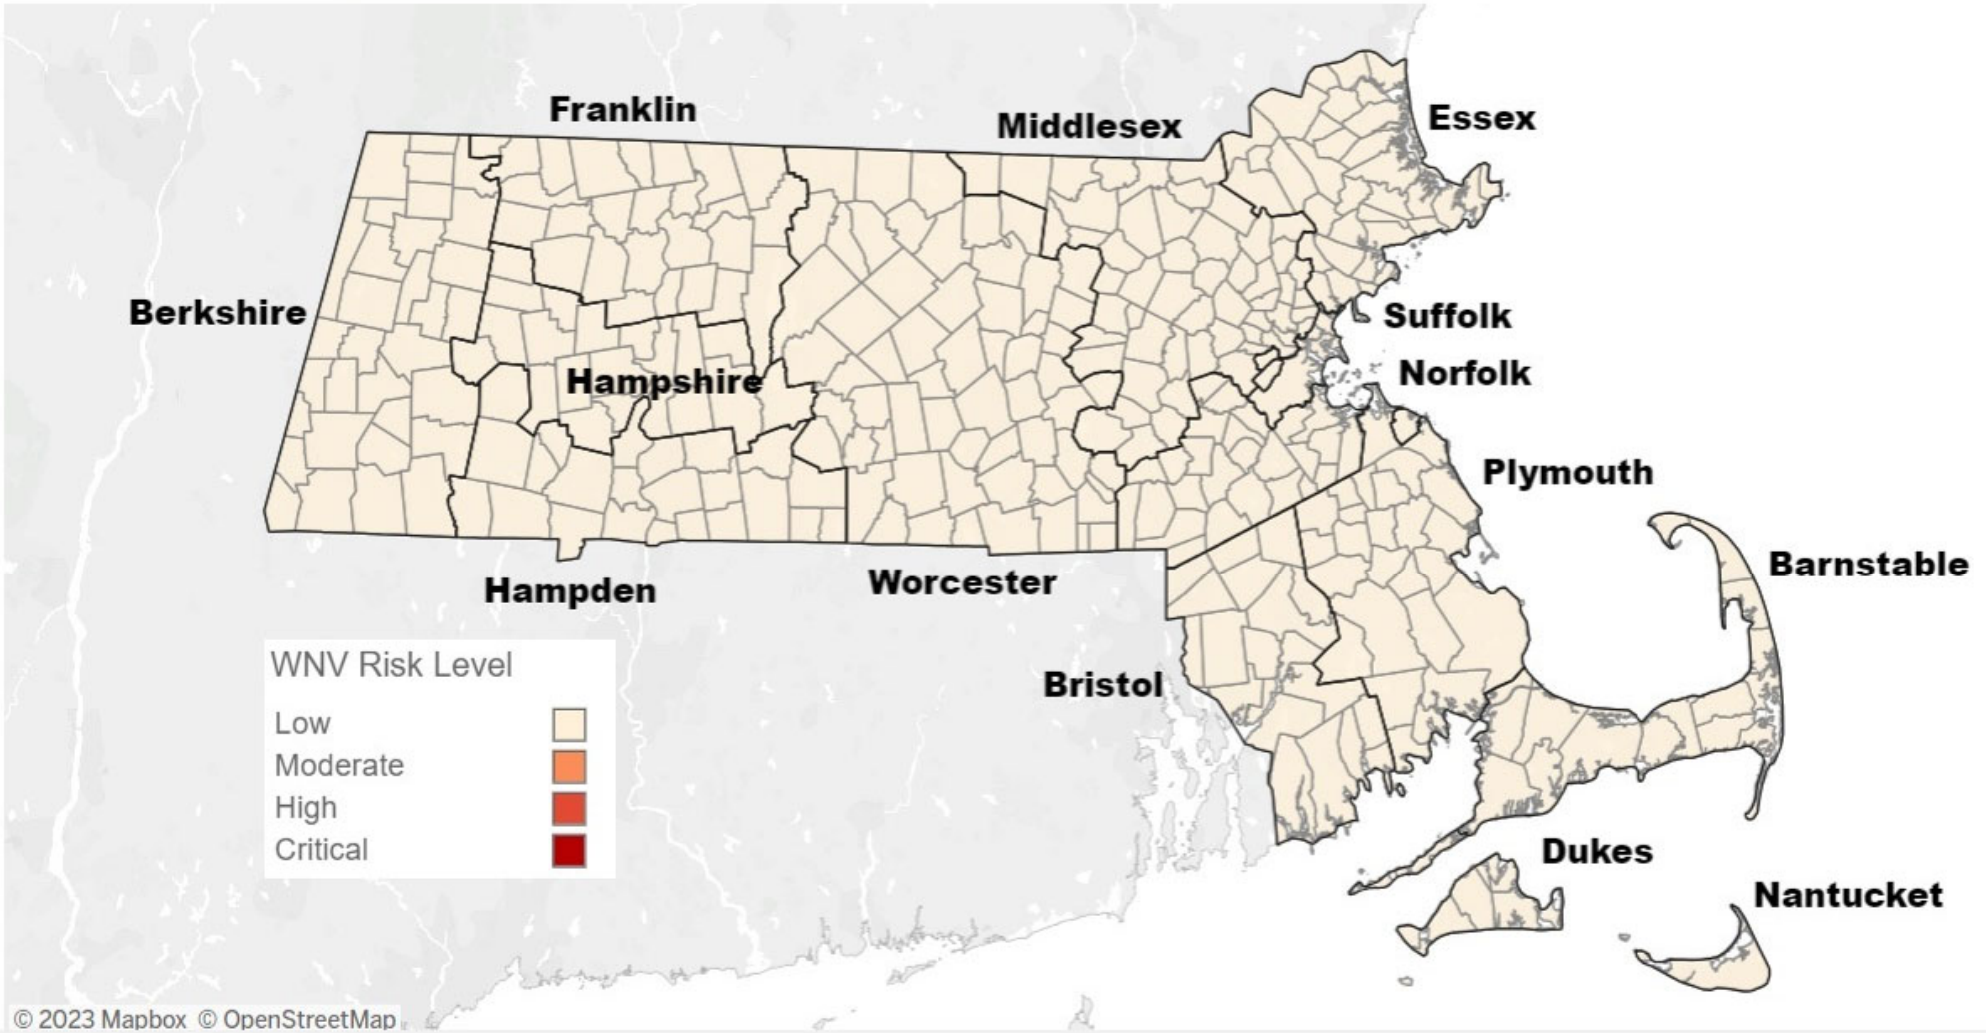 Franklin
Middlesex
Essex
Berkshire
Suffolk
Hampshire
Norfolk
Plymouth
Barnstable
Hampden
Worcester
Bristol
WNV Risk Level
Low
Moderate
High
Critical
Dukes
Nantucket
© 2023 Mapbox © OpenStreetMap